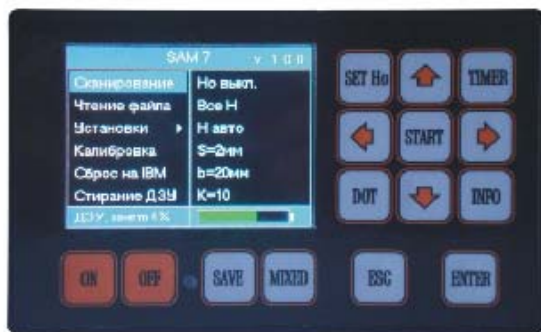 SAM 7 v 1 0 0
Сканирование Но выкл.
Чтение файла Все Н
Установки Н авто
Калибровка S=2мм
Сброс на IBM b=20мм
Стирание ДЗУ К=10
ДЗУ, занято %
SET Ho TIMER
START
DOT INFO
ON OFF SAVE MIXED ESC ENTER